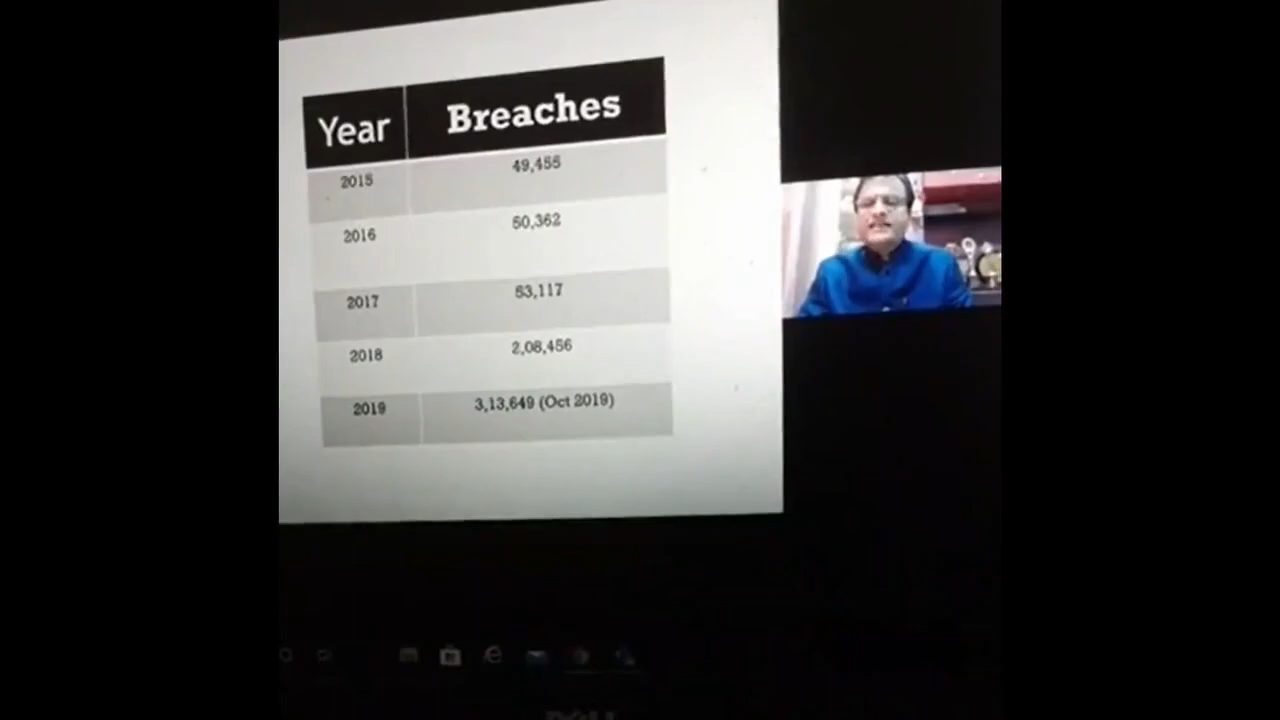 Year Breaches
2015 49,455
2016 50,362
2017 53,117
2018 2,08,456
2019 3,13,649 (Oct 2019)
DELL